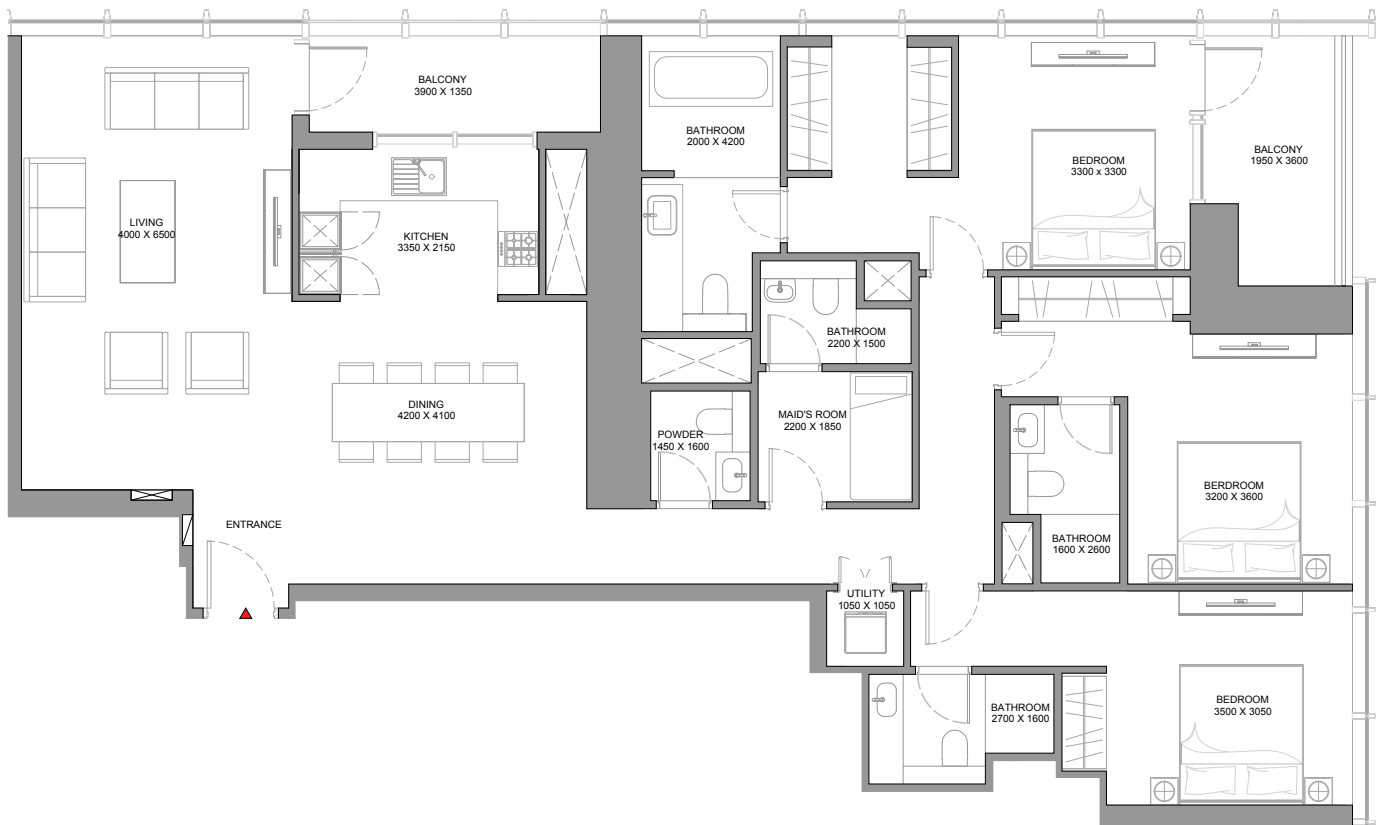 BALCONY
3900 X 1350
BATHROOM
2000 X 4200
BEDROOM
3300 x 3300
BALCONY
1950 X 3600
LIVING
4000 X 6500
KITCHEN
3350 X 2150
BATHROOM
2200 X 1500
DINING
4200 X 4100
MAID'S ROOM
2200 X 1850
POWDER
1450 X 1600
BERDROOM
3200 X 3600
ENTRANCE
BATHROOM
1600 X 2600
UTILITY
1050 X 1050
BEDROOM
3500 X 3050
BATHROOM
2700 X 1600